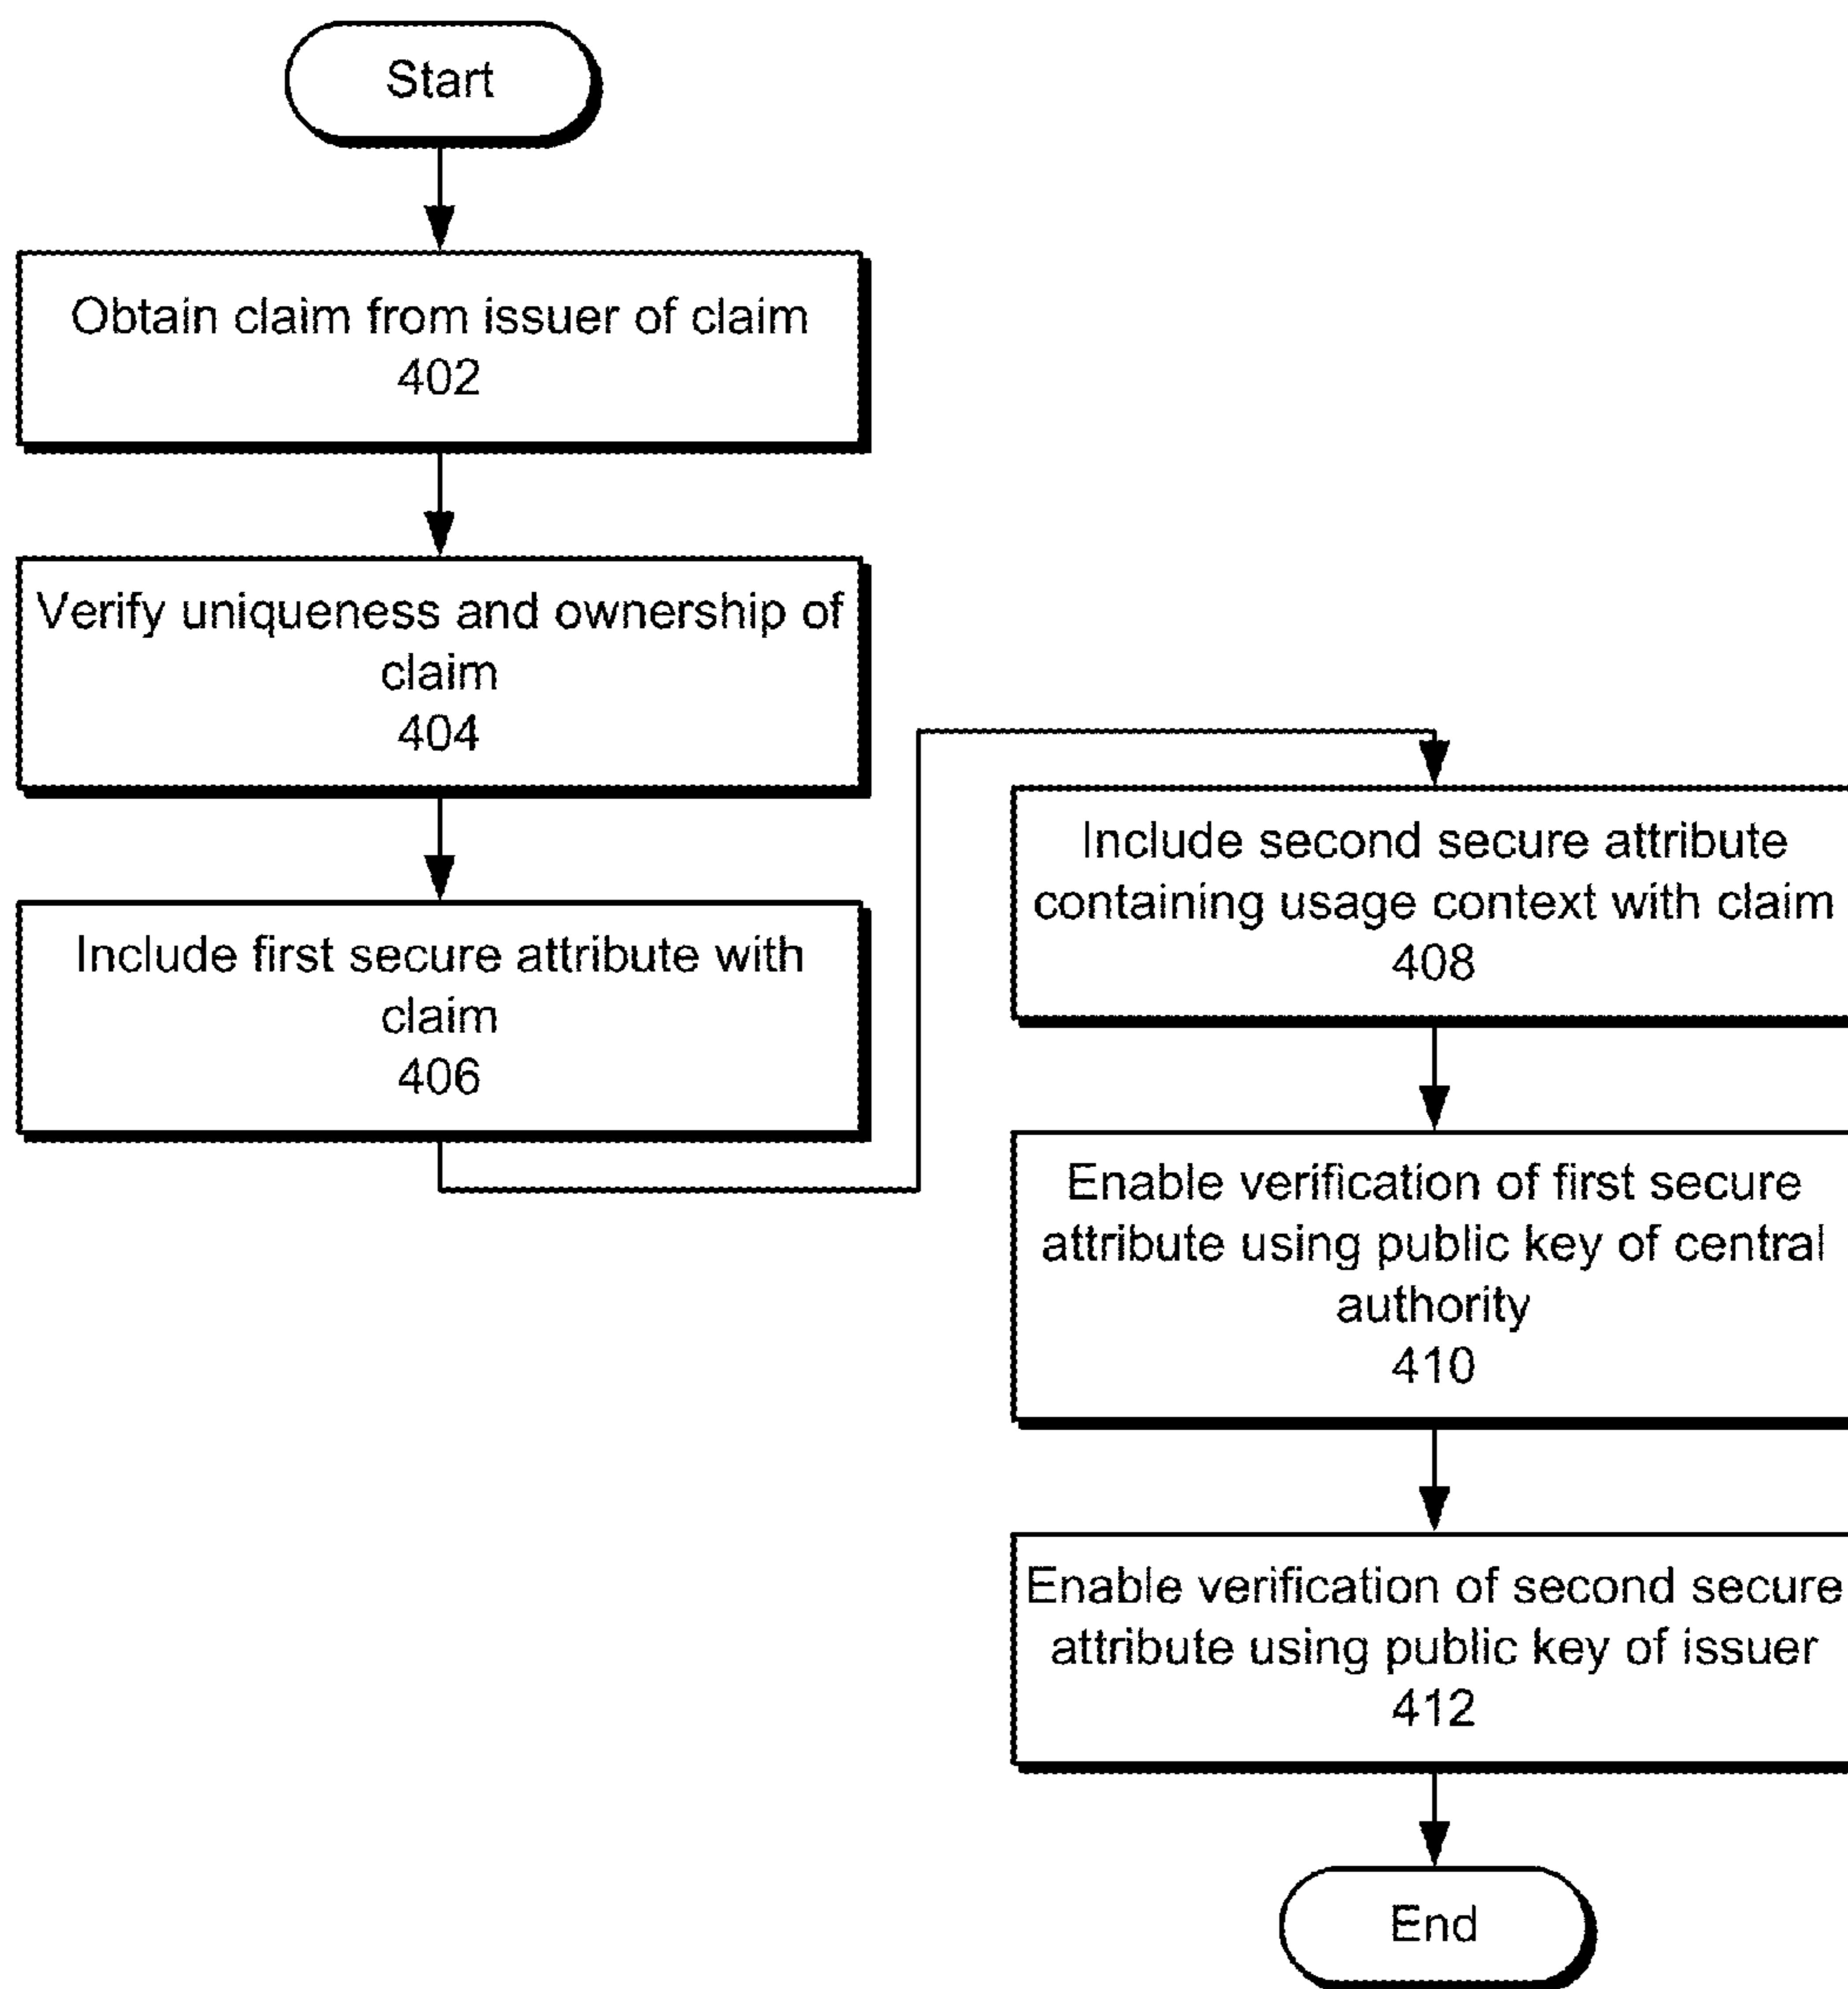 Start
Obtain claim from issuer of claim
402
Verify uniqueness and ownership of
claim
404
Include first secure attribute with
claim
406
Include second secure attribute
containing usage context with claim
408
Enable verification of first secure
attribute using public key of central
authority
410
Enable verification of second secure
attribute using public key of issuer
412
End